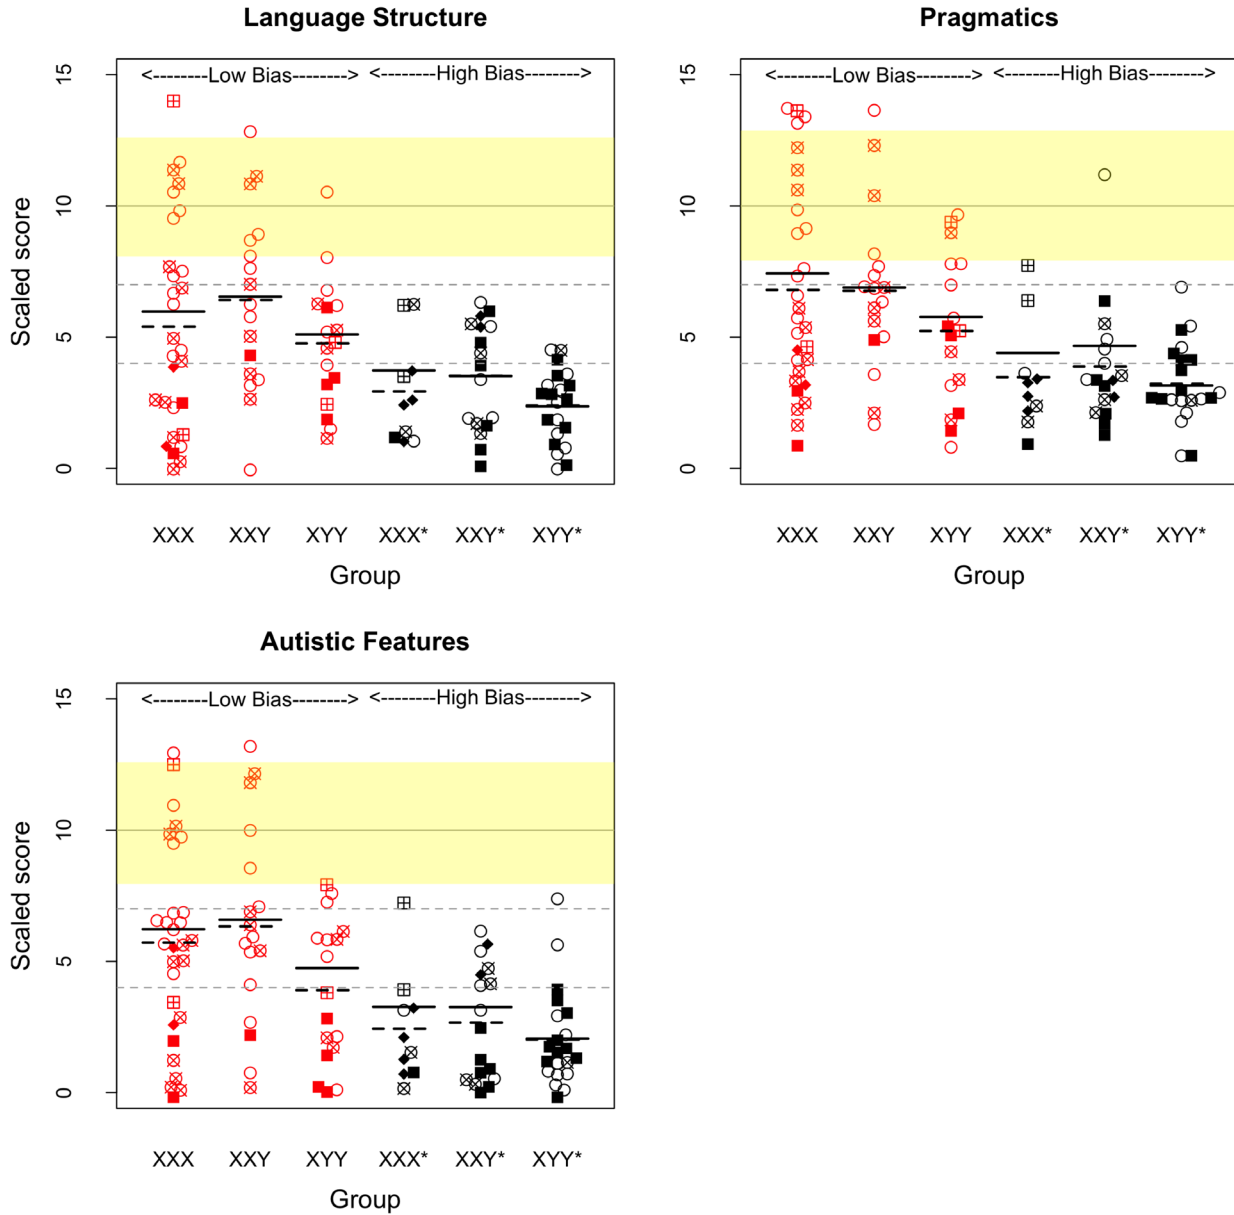 Language Structure
<--------Low Bias-------->
<--------High Bias-------->
15
10
5
0
Scaled score
XXX XXY XYY XXX* XXY* XYY*
Group
Pragmatics
<--------Low Bias-------->
<--------High Bias-------->
15
10
5
0
XXX XXY XYY XXX* XXY* XYY*
Group
Autistic Features
<--------Low Bias-------->
<--------High Bias-------->
15
10
5
0
Scaled score
XXX XXY XYY XXX* XXY* XYY*
Group